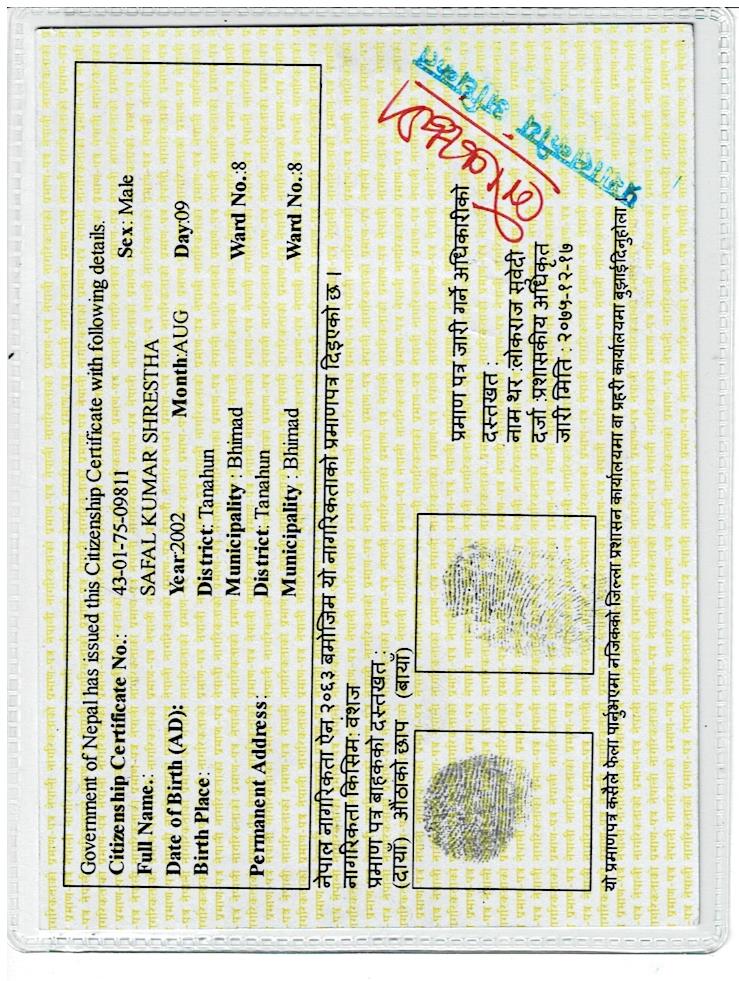 Government of Nepal has issued this Citizenship Certificate with following details.
Citizenship Certificate No.: 43-01-75-09811 Sex: Male
Full Name.: SAFAL KUMAR SHRESTHA
Date of Birth (AD): Year:2002 Month:AUG Day:09
Birth Place: District: Tanahun
Municipality : Bhimad Ward No.:8
Permanent Address: District: Tanahun
Municipality : Bhimad Ward No.:8
नेपाल नागरिकता ऐन २०६३ बमोजिम यो नागरिकताको प्रमाणपत्र दिइएको छ ।
नागरिकता किसिम: वंशज
प्रमाण पत्र बाहकको दस्तखत :
(दायाँ) औंठाको छाप (बायाँ)
प्रमाण पत्र जारी गर्ने अधिकारीको
दस्तखत :
नाम थर :लोकराज सुवेदी
दर्जा :प्रशासकीय अधिकृत
जारी मिति : २०७५-१२-१७
प्रशासकीय अधिकृत
यो प्रमाणपत्र कसैले फेला पार्नुभएमा नजिकको जिल्ला प्रशासन कार्यालयमा वा प्रहरी कार्यालयमा बुझाईदिनुहोला ।